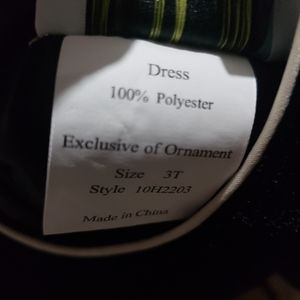 Dress
100% Polyester
Exclusive of Ornament
Size 3T
Style 10H2203
Made in China